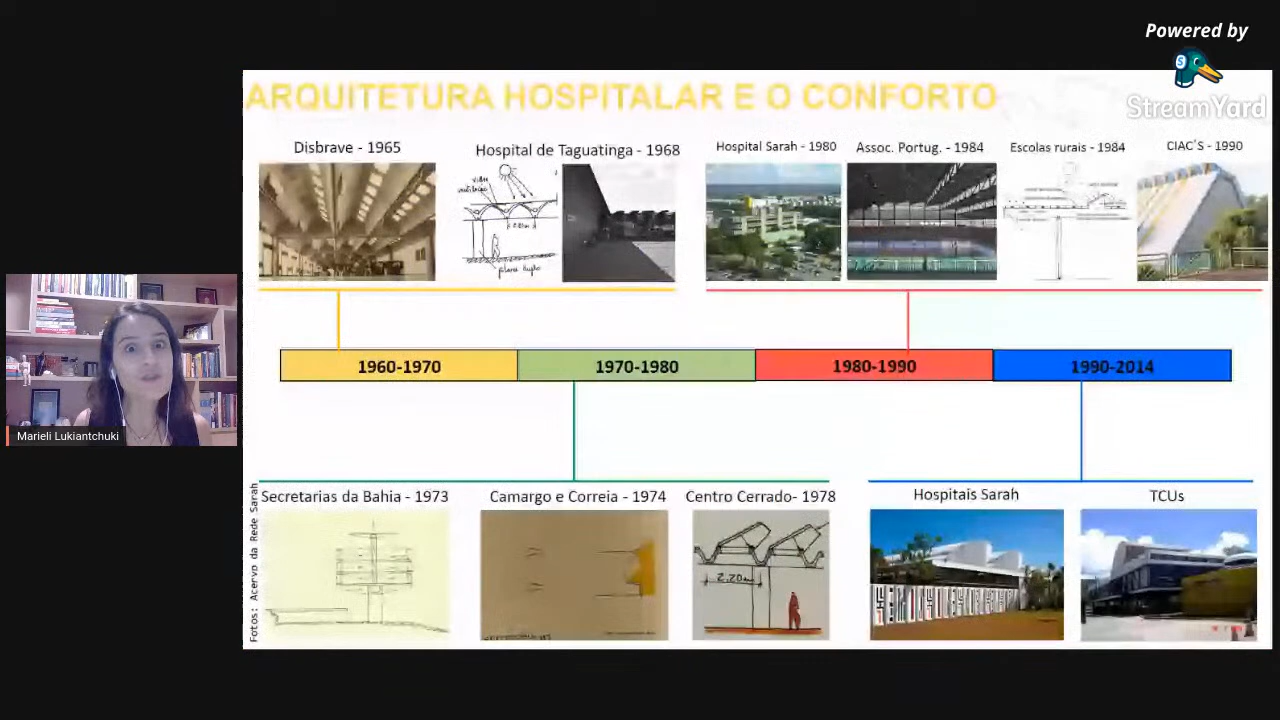 Powered by
StreamYard
ARQUITETURA HOSPITALAR E O CONFORTO
Disbrave - 1965
Hospital de Taguatinga - 1968
Hospital Sarah - 1980
Assoc. Portug. - 1984
Escolas rurais - 1984
CIAC'S - 1990
1960-1970
1970-1980
1980-1990
1990-2014
Marieli Lukiantchuki
Secretarias da Bahia - 1973
Camargo e Correia - 1974
Centro Cerrado- 1978
2.20
Hospitais Sarah
TCUs
Fotos: Acervo da Rede Sarah